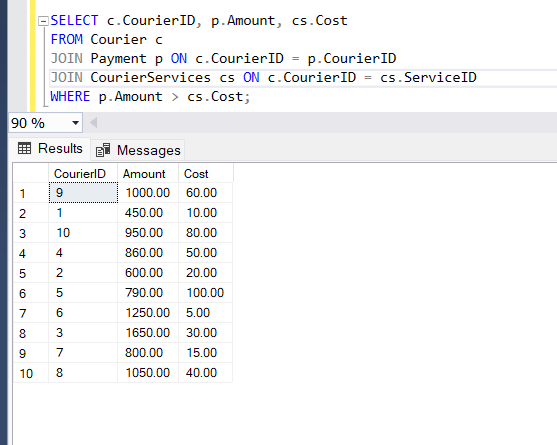 SELECT c.CourierID, p.Amount, cs.Cost
FROM Courier c
JOIN Payment p ON c.CourierID = p.CourierID
JOIN CourierServices cs ON c.CourierID = cs.ServiceID
WHERE p.Amount > cs.Cost;
90 %
Results Messages
CourierID Amount Cost
1 9 1000.00 60.00
2 1 450.00 10.00
3 10 950.00 80.00
4 4 860.00 50.00
5 2 600.00 20.00
6 5 790.00 100.00
7 6 1250.00 5.00
8 3 1650.00 30.00
9 7 800.00 15.00
10 8 1050.00 40.00